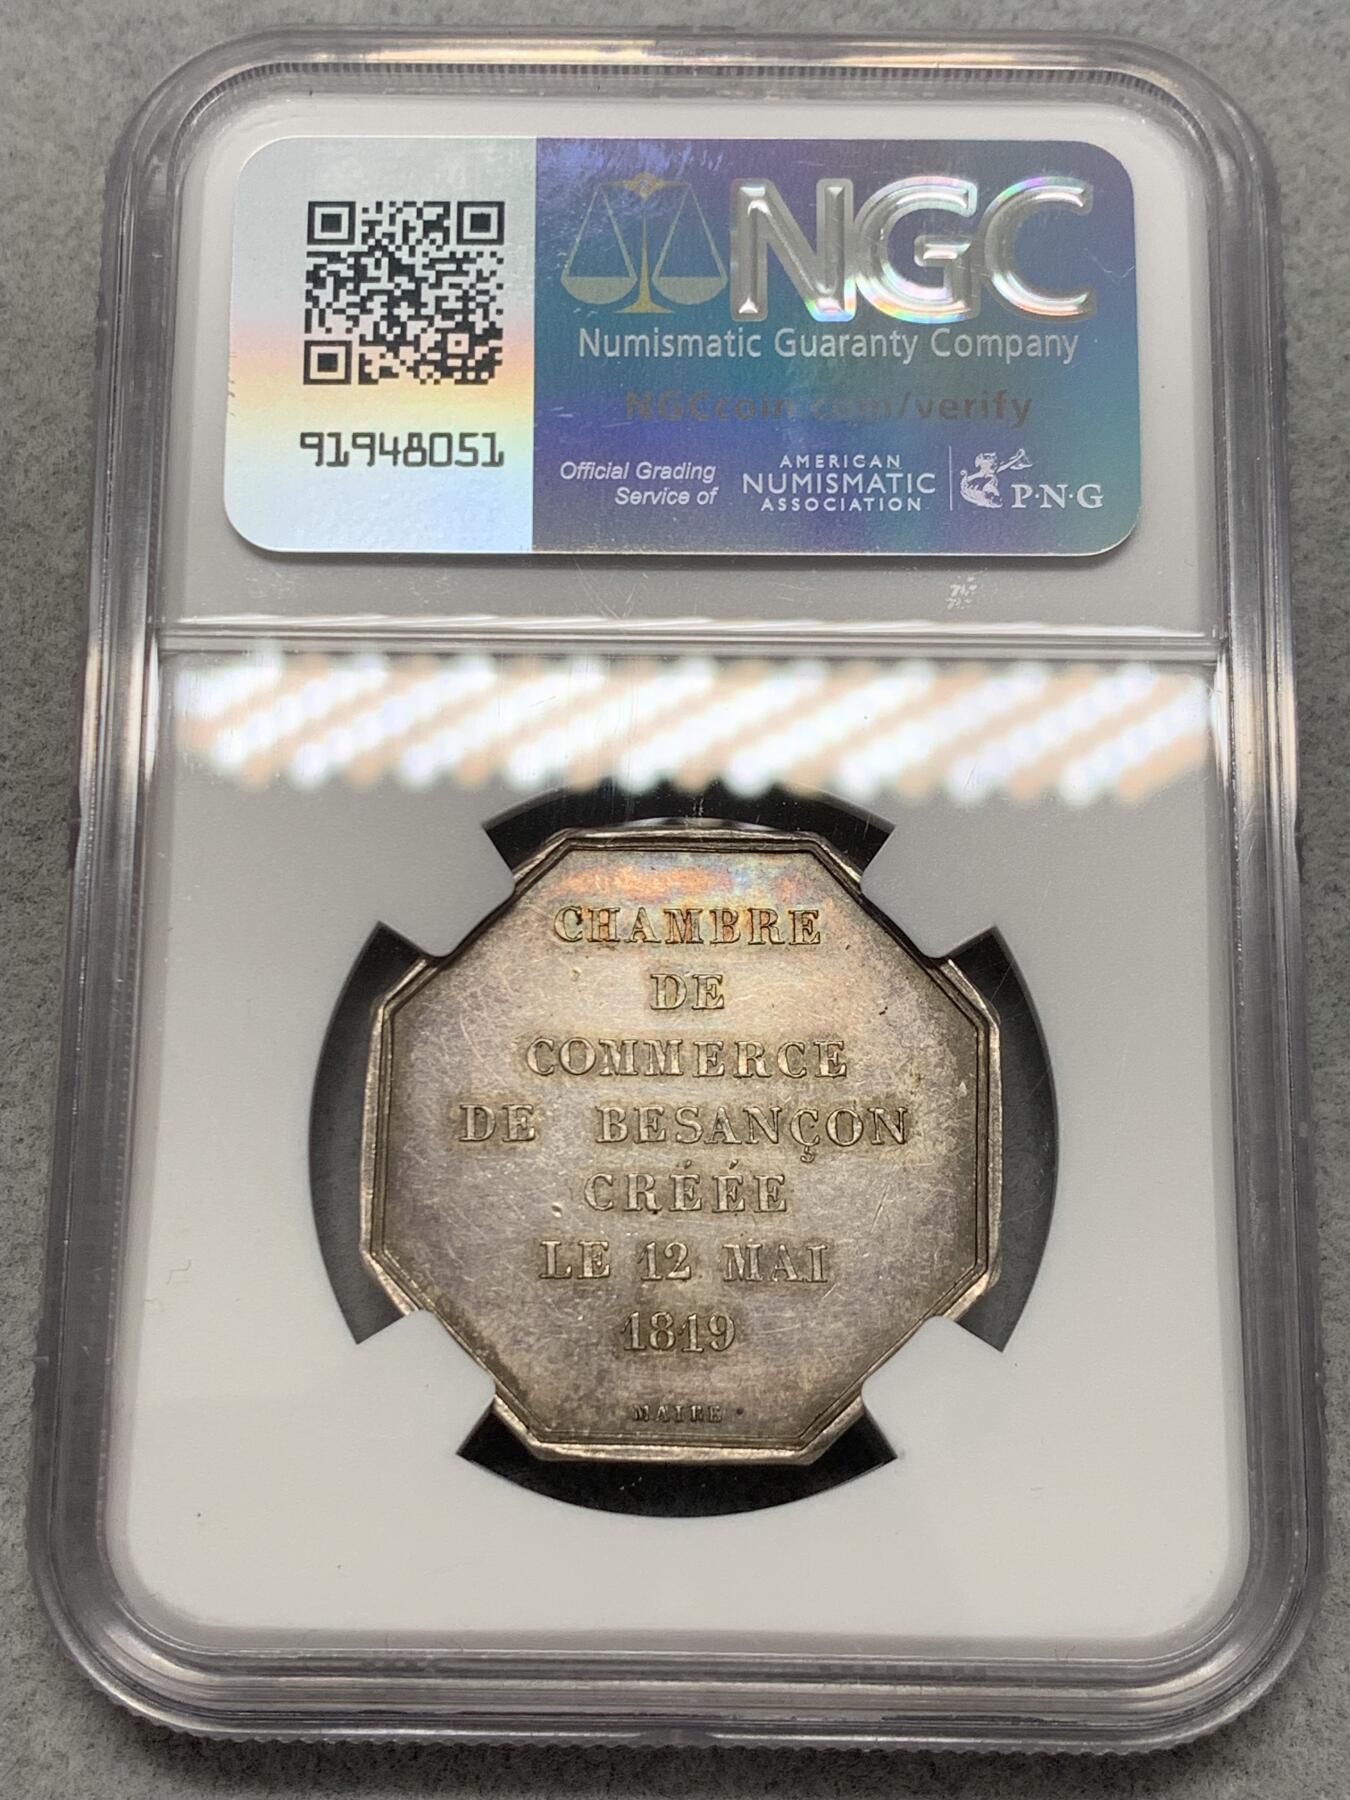 NGC
Numismatic Guaranty Company
NGCcoin.com/verify
91948051
Official Grading
Service of
AMERICAN
NUMISMATIC
ASSOCIATION
P·N·G
CHAMBRE
DE
COMMERCE
DE BESANÇON
CRÉÉE
LE 12 MAI
1819
MAIRE